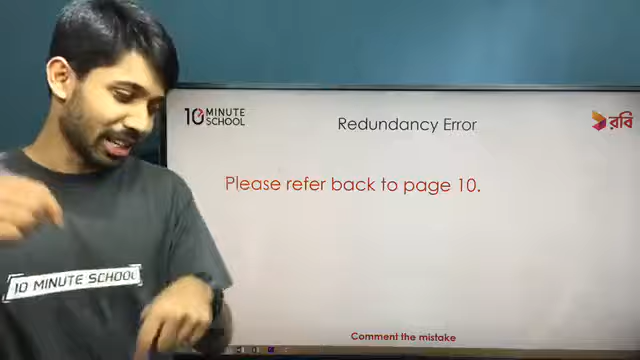 10 MINUTE
SCHOOL
Redundancy Error
রবি
Please refer back to page 10.
10 MINUTE SCHOOL
Comment the mistake